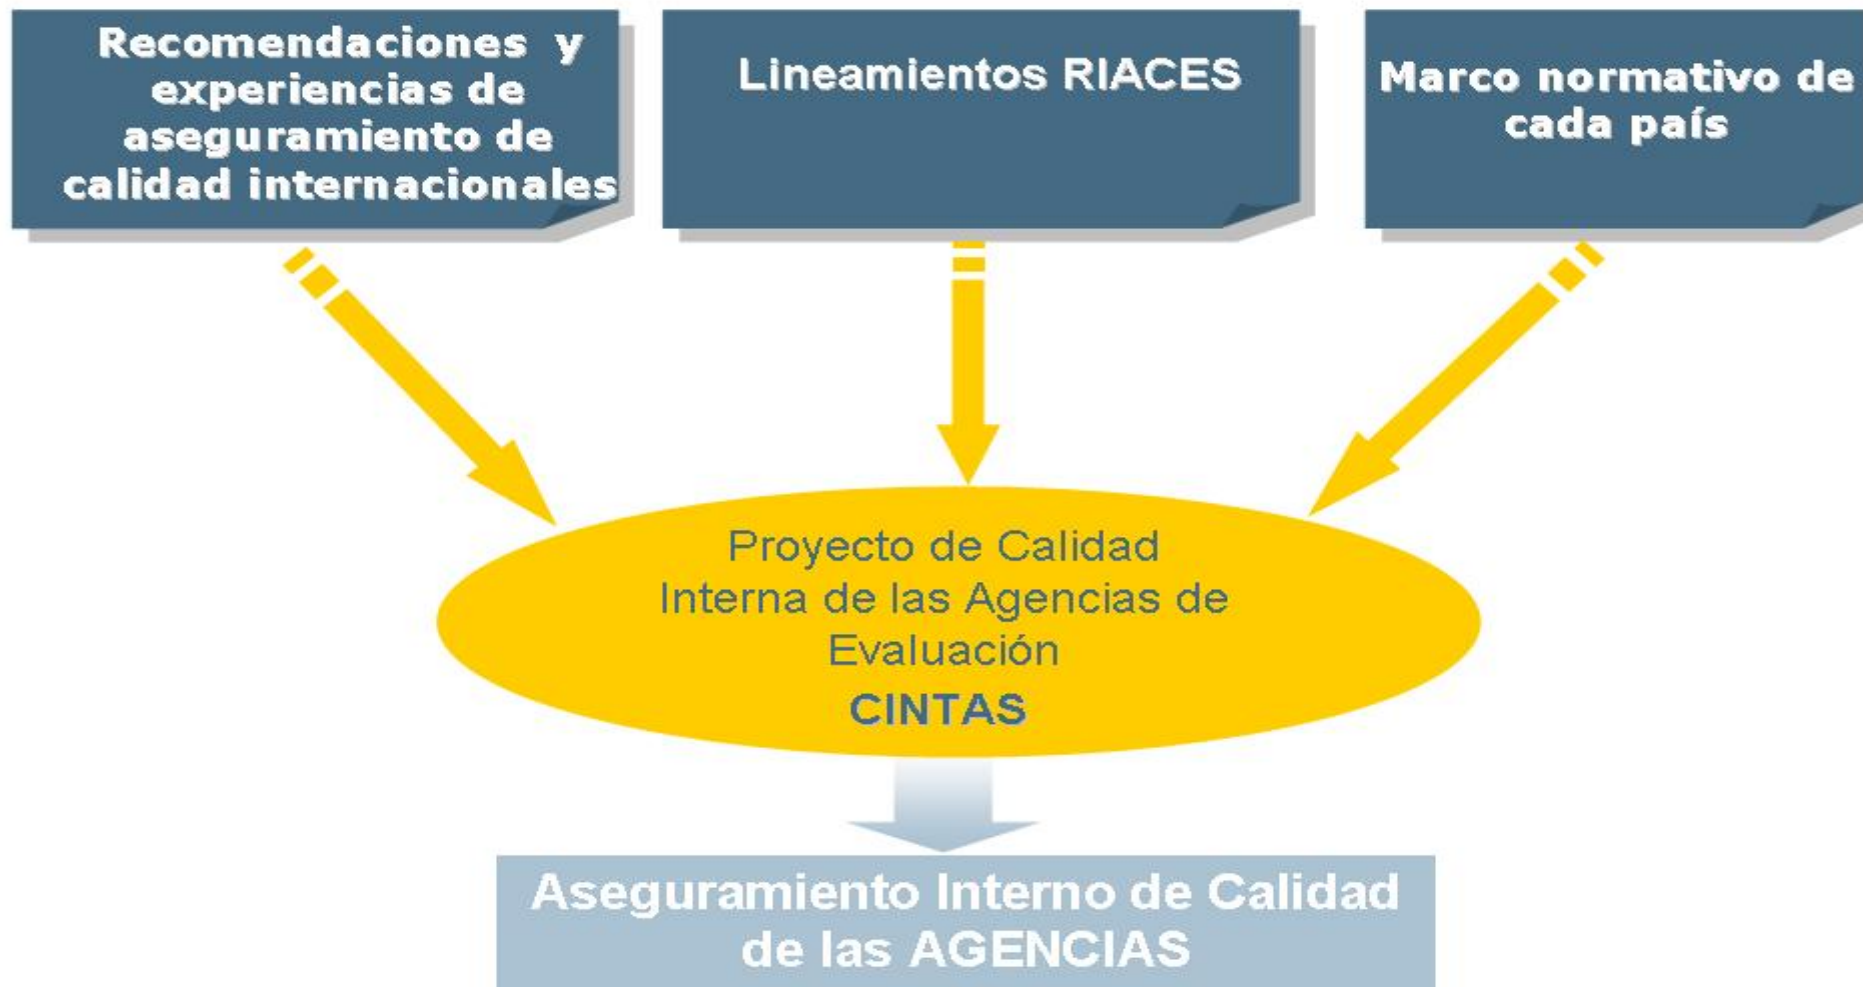 Recomendaciones y
experiencias de
aseguramiento de
calidad internacionales
Lineamientos RIACES
Marco normativo de
cada país
Proyecto de Calidad
Interna de las Agencias de
Evaluación
CINTAS
Aseguramiento Interno de Calidad
de las AGENCIAS